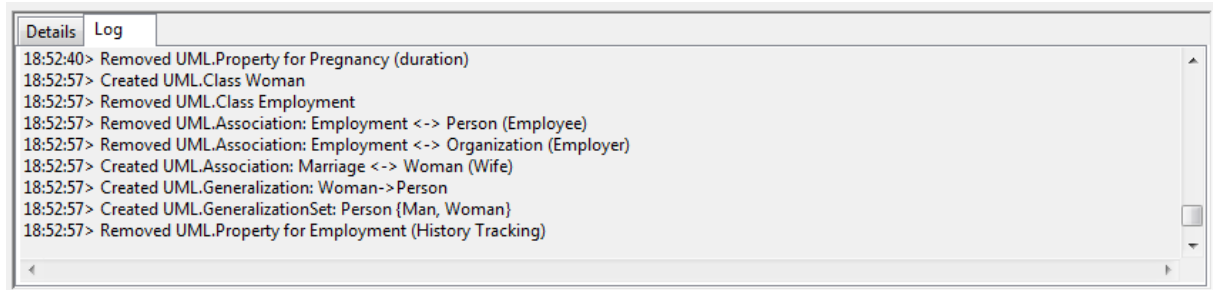 Details Log
18:52:40> Removed UML.Property for Pregnancy (duration)
18:52:57> Created UML.Class Woman
18:52:57> Removed UML.Class Employment
18:52:57> Removed UML.Association: Employment <-> Person (Employee)
18:52:57> Removed UML.Association: Employment <-> Organization (Employer)
18:52:57> Created UML.Association: Marriage <-> Woman (Wife)
18:52:57> Created UML.Generalization: Woman->Person
18:52:57> Created UML.GeneralizationSet: Person {Man, Woman}
18:52:57> Removed UML.Property for Employment (History Tracking)